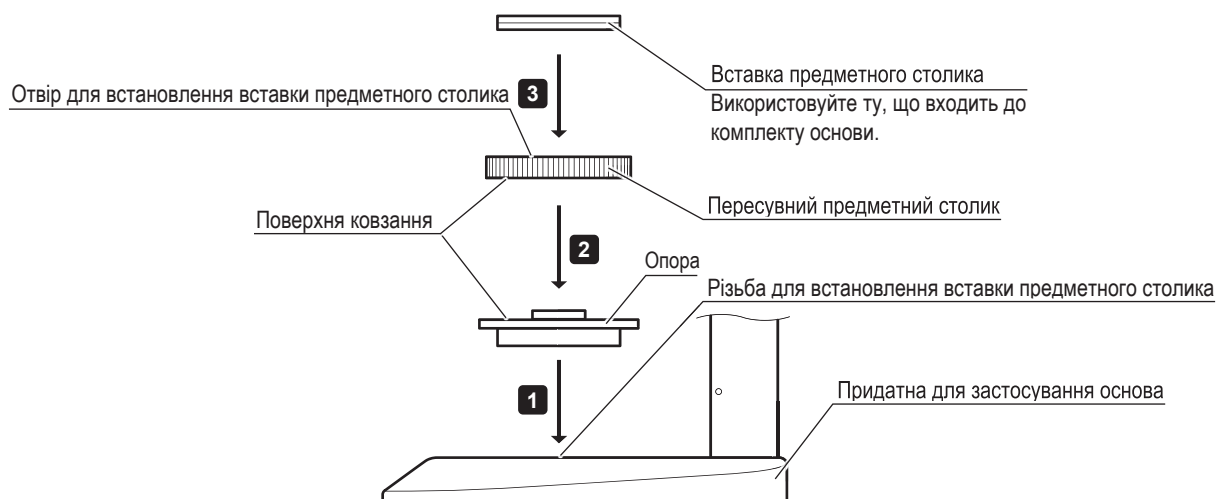 Вставка предметного столика
Використовуйте ту, що входить до
комплекту основи.
Отвір для встановлення вставки предметного столика
3
Пересувний предметний столик
Поверхня ковзання
2
Опора
Різьба для встановлення вставки предметного столика
1
Придатна для застосування основа